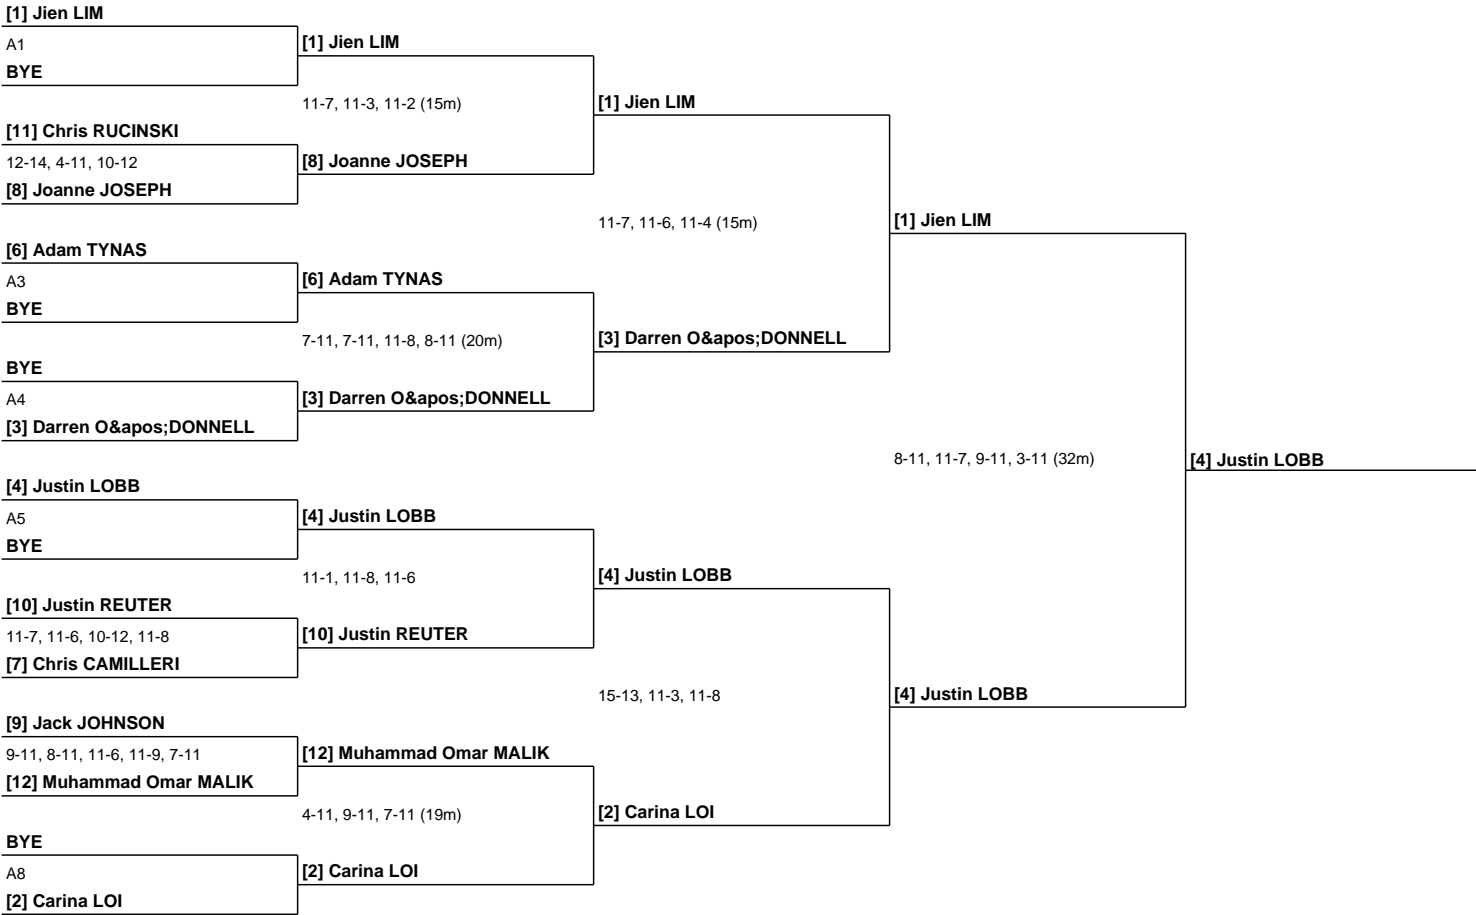 [1] Jien LIM
A1
BYE
[11] Chris RUCINSKI
12-14, 4-11, 10-12
[8] Joanne JOSEPH
[6] Adam TYNAS
A3
BYE
BYE
A4
[3] Darren O&apos;DONNELL
[4] Justin LOBB
A5
BYE
[10] Justin REUTER
11-7, 11-6, 10-12, 11-8
[7] Chris CAMILLERI
[9] Jack JOHNSON
9-11, 8-11, 11-6, 11-9, 7-11
[12] Muhammad Omar MALIK
BYE
A8
[2] Carina LOI
[1] Jien LIM
11-7, 11-3, 11-2 (15m)
[8] Joanne JOSEPH
[6] Adam TYNAS
7-11, 7-11, 11-8, 8-11 (20m)
[3] Darren O&apos;DONNELL
[4] Justin LOBB
11-1, 11-8, 11-6
[10] Justin REUTER
[12] Muhammad Omar MALIK
4-11, 9-11, 7-11 (19m)
[2] Carina LOI
[1] Jien LIM
11-7, 11-6, 11-4 (15m)
[3] Darren O&apos;DONNELL
[4] Justin LOBB
15-13, 11-3, 11-8
[2] Carina LOI
[1] Jien LIM
8-11, 11-7, 9-11, 3-11 (32m)
[4] Justin LOBB
[4] Justin LOBB